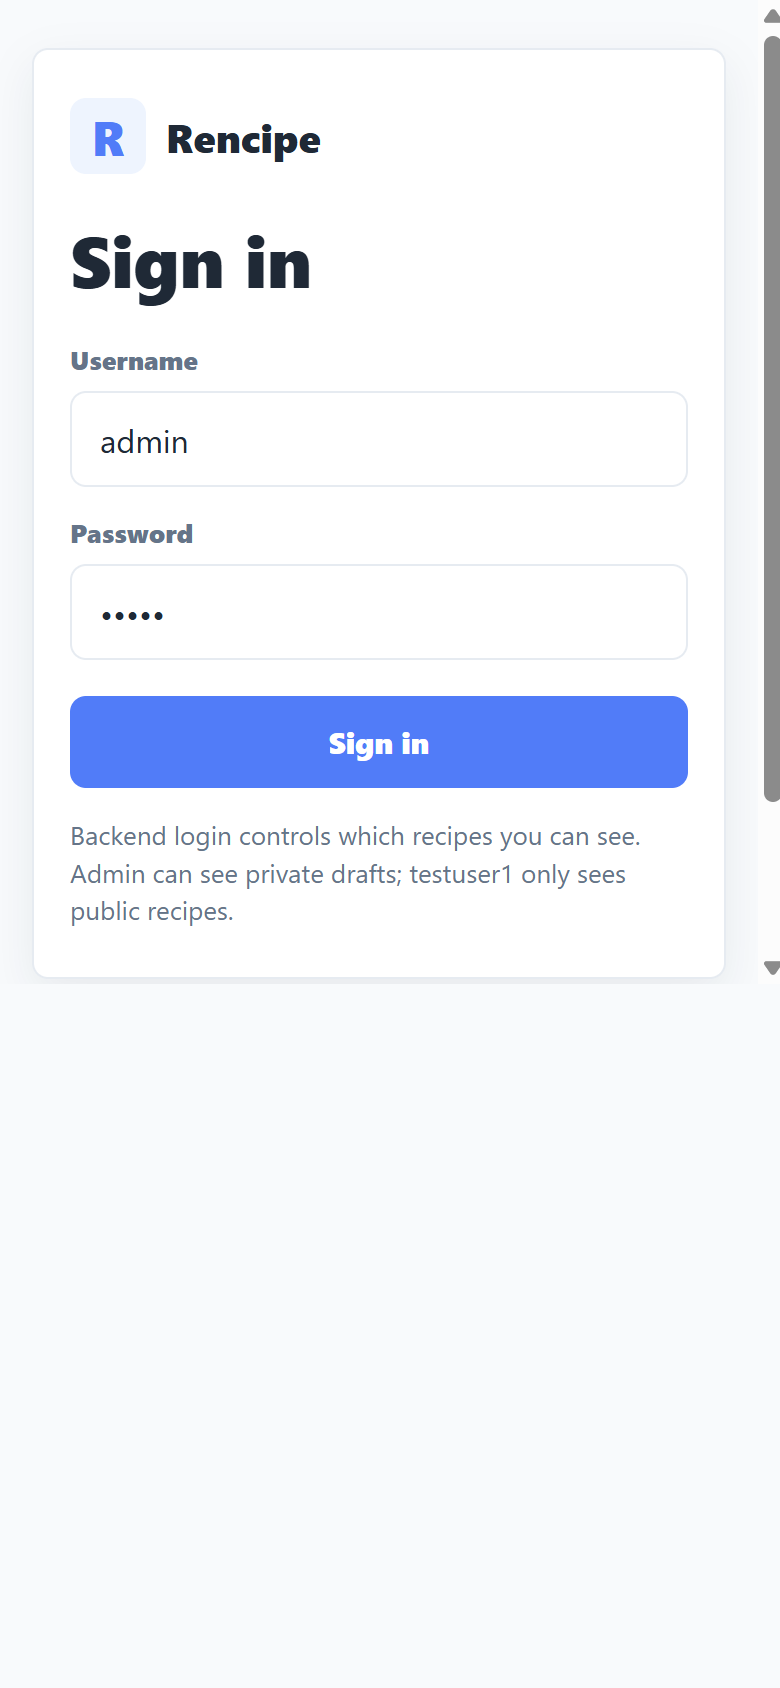 R Rencipe
Sign in
Username
admin
Password
•••••
Sign in
Backend login controls which recipes you can see.
Admin can see private drafts; testuser1 only sees
public recipes.